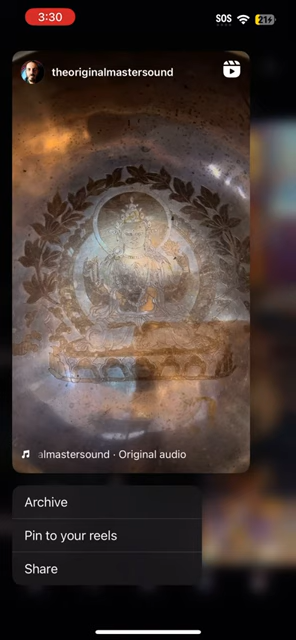 3:30
SOS
21
theoriginalmastersound
almastersound · Original audio
Archive
Pin to your reels
Share